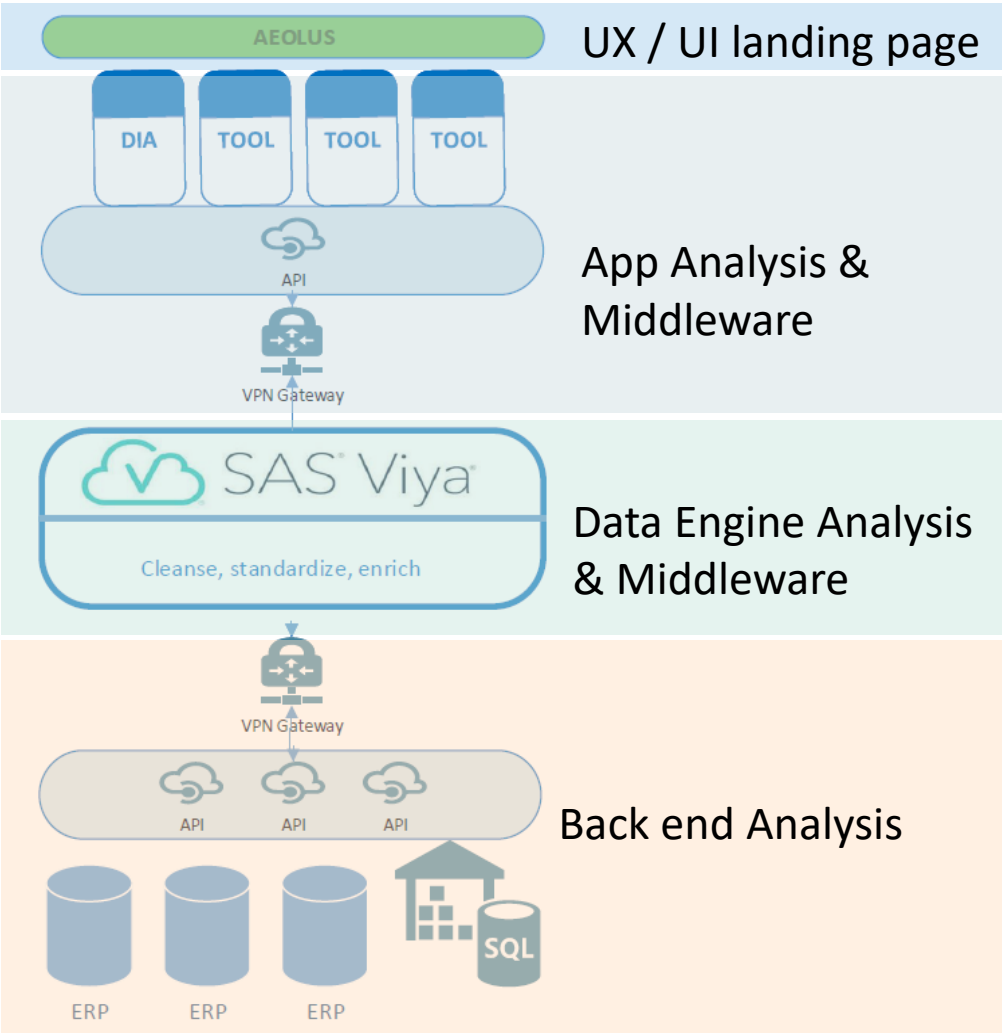 AEOLUS
UX / UI landing page
DIA
TOOL
TOOL
TOOL
API
App Analysis &
Middleware
VPN Gateway
SAS® Viya®
Cleanse, standardize, enrich
Data Engine Analysis
& Middleware
VPN Gateway
API
API
API
Back end Analysis
SQL
ERP
ERP
ERP